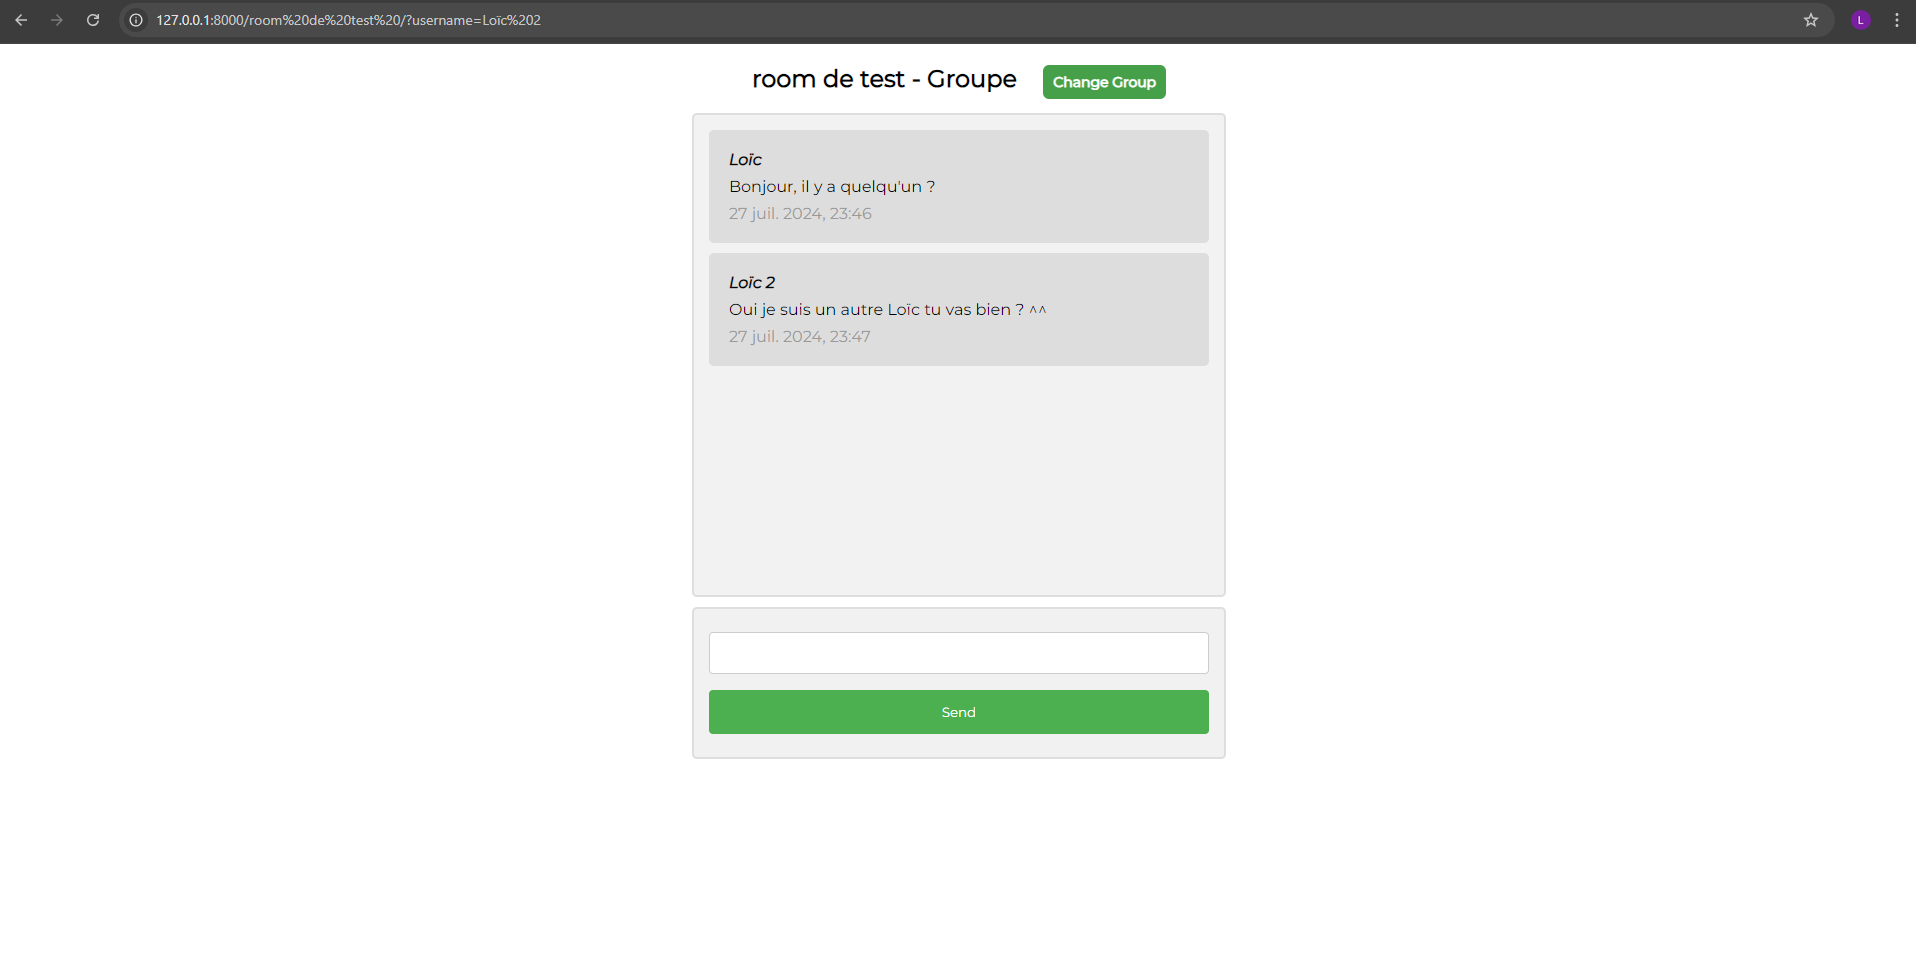 127.0.0.1:8000/room%20de%20test%20/?username=Loïc%202
L
room de test - Groupe
Change Group
Loïc
Bonjour, il y a quelqu'un ?
27 juil. 2024, 23:46
Loïc 2
Oui je suis un autre Loïc tu vas bien ? ^^
27 juil. 2024, 23:47
Send